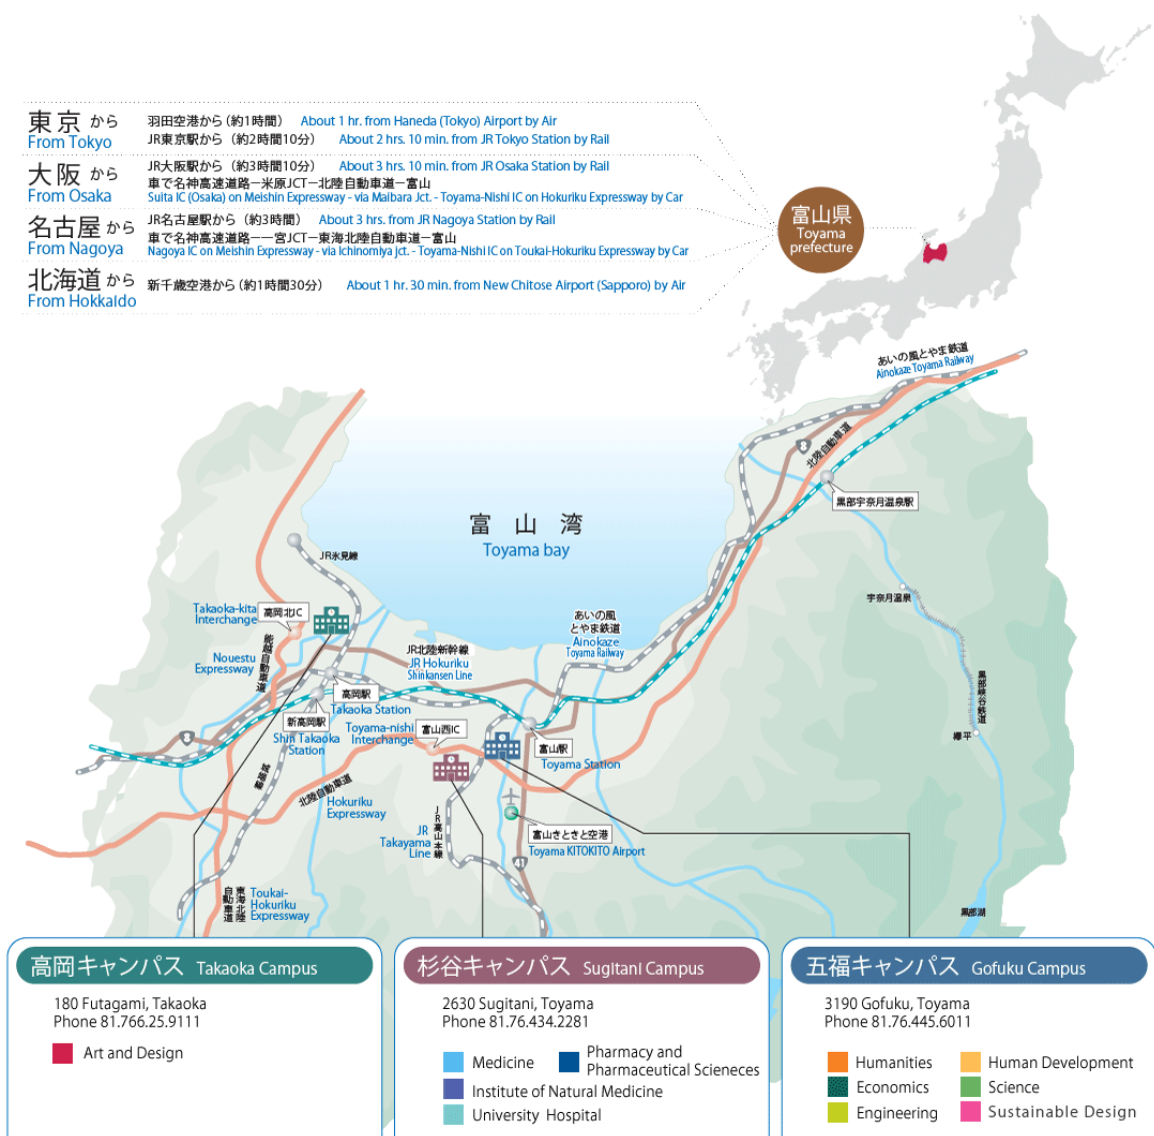 東京 から
From Tokyo
羽田空港から(約1時間) About 1 hr. from Haneda (Tokyo) Airport by Air
JR東京駅から(約2時間10分) About 2 hrs. 10 min. from JR Tokyo Station by Rail
大阪 から
From Osaka
JR大阪駅から(約3時間10分) About 3 hrs. 10 min. from JR Osaka Station by Rail
車で名神高速道路ー米原JCTー北陸自動車道ー富山
Suita IC (Osaka) on Meishin Expressway - via Maibara Jct. - Toyama-Nishi IC on Hokuriku Expressway by Car
名古屋 から
From Nagoya
JR名古屋駅から(約3時間) About 3 hrs. from JR Nagoya Station by Rail
車で名神高速道路ー一宮JCTー東海北陸自動車道ー富山
Nagoya IC on Meishin Expressway - via Ichinomiya jct. - Toyama-Nishi IC on Toukai-Hokuriku Expressway by Car
北海道 から
From Hokkaido
新千歳空港から(約1時間30分) About 1 hr. 30 min. from New Chitose Airport (Sapporo) by Air
富山県
Toyama
prefecture
あいの風とやま鉄道
Ainokaze Toyama Railway
8
北陸自動車道
黒部宇奈月温泉駅
富山湾
Toyama bay
JR氷見線
宇奈月温泉
Takaoka-kita
Interchange
高岡北IC
能越自動車道
Nouestu
Expressway
あいの風
とやま鉄道
Ainokaze
Toyama Railway
JR北陸新幹線
JR Hokuriku
Shinkansen Line
黒部峡谷鉄道
欅平
高岡駅
Takaoka Station
新高岡駅
Shin Takaoka
Station
Toyama-nishi
Interchange
富山西IC
富山駅
Toyama Station
8
城端線
北陸自動車道
Hokuriku
Expressway
JR高山本線
JR
Takayama
Line
富山きときと空港
Toyama KITOKITO Airport
41
東海北陸
自動車道
Toukai-
Hokuriku
Expressway
黒部湖
高岡キャンパス Takaoka Campus
180 Futagami, Takaoka
Phone 81.766.25.9111
Art and Design
杉谷キャンパス Sugitani Campus
2630 Sugitani, Toyama
Phone 81.76.434.2281
Medicine
Pharmacy and
Pharmaceutical Scieneces
Institute of Natural Medicine
University Hospital
五福キャンパス Gofuku Campus
3190 Gofuku, Toyama
Phone 81.76.445.6011
Humanities
Human Development
Economics
Science
Engineering
Sustainable Design